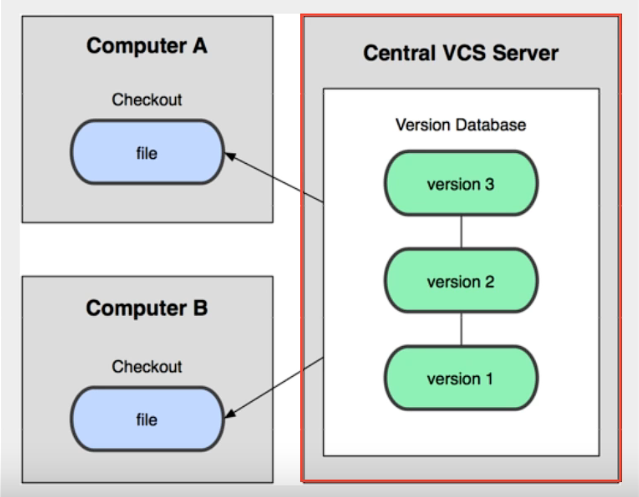 Computer A
Checkout
file
Computer B
Checkout
file
Central VCS Server
Version Database
version 3
version 2
version 1